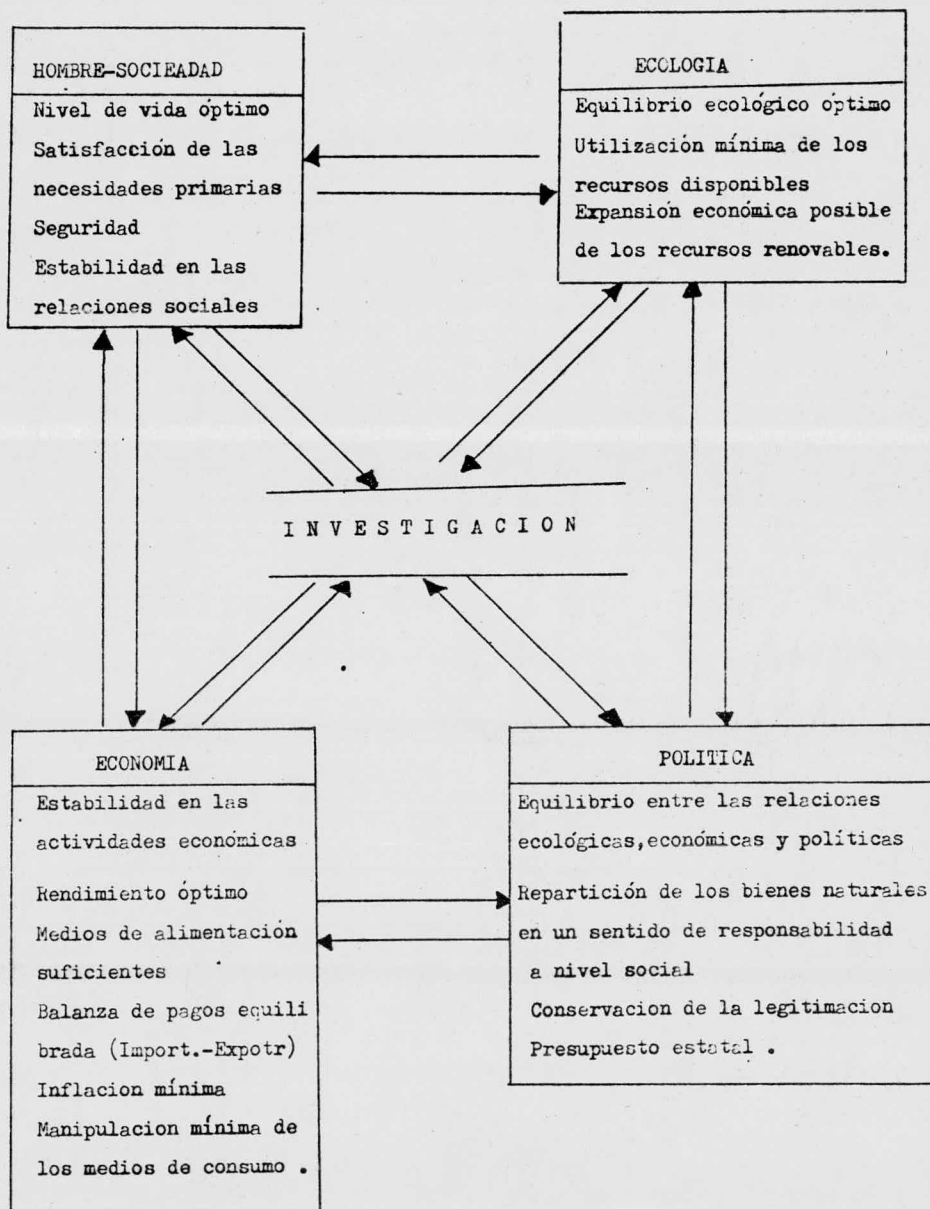 HOMBRE-SOCIEADAD
Nivel de vida óptimo
Satisfacción de las
necesidades primarias
Seguridad
Estabilidad en las
relaciones sociales
ECOLOGIA
Equilibrio ecológico óptimo
Utilización mínima de los
recursos disponibles
Expansión económica posible
de los recursos renovables.
INVESTIGACION
ECONOMIA
Estabilidad en las
actividades económicas
Rendimiento óptimo
Medios de alimentación
suficientes
Balanza de pagos equili
brada (Import.-Expotr)
Inflacion mínima
Manipulacion mínima de
los medios de consumo .
POLITICA
Equilibrio entre las relaciones
ecológicas,económicas y políticas
Repartición de los bienes naturales
en un sentido de responsabilidad
a nivel social
Conservacion de la legitimacion
Presupuesto estatal .